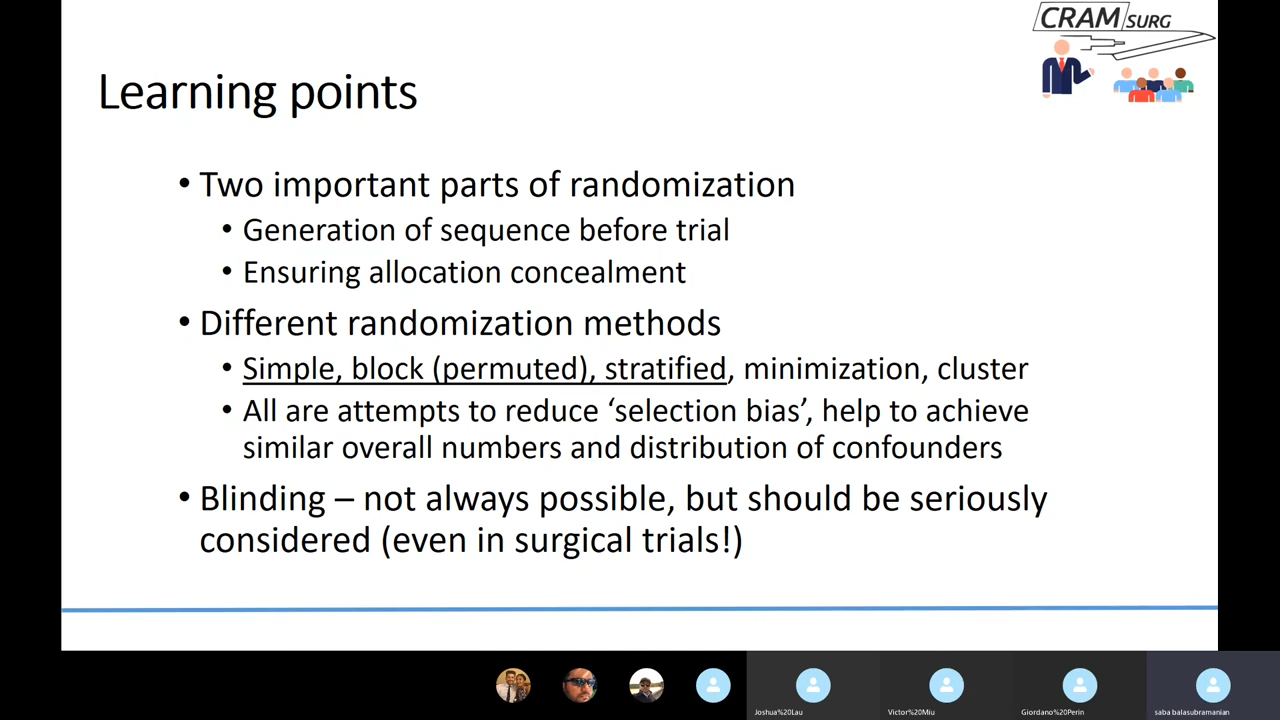 CRAM SURG
Learning points
• Two important parts of randomization
• Generation of sequence before trial
• Ensuring allocation concealment
• Different randomization methods
• Simple, block (permuted), stratified, minimization, cluster
• All are attempts to reduce ‘selection bias’, help to achieve
similar overall numbers and distribution of confounders
• Blinding – not always possible, but should be seriously
considered (even in surgical trials!)
Joshua%20Lau
Victor%20Miu
Giordano%20Perin
saba balasubramanian